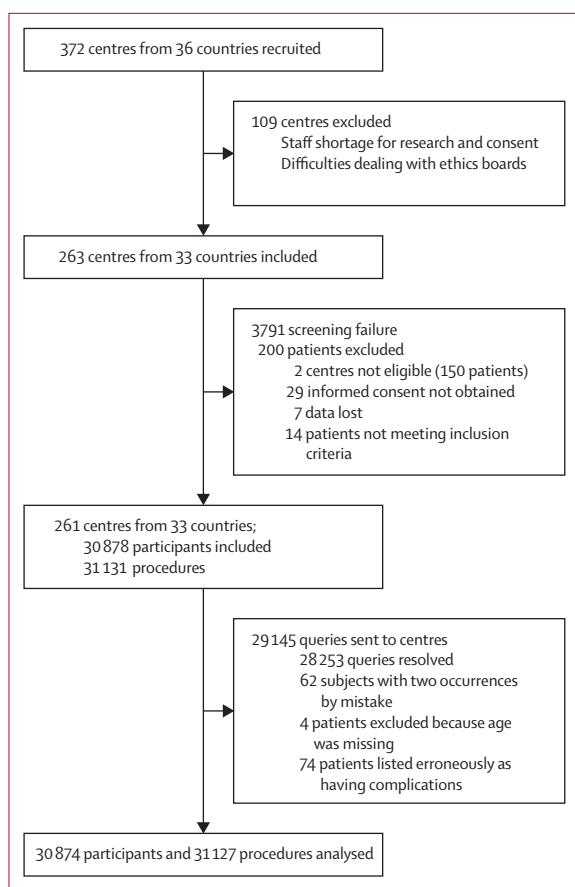 372 centres from 36 countries recruited
109 centres excluded
Staff shortage for research and consent
Difficulties dealing with ethics boards
263 centres from 33 countries included
3791 screening failure
200 patients excluded
2 centres not eligible (150 patients)
29 informed consent not obtained
7 data lost
14 patients not meeting inclusion
criteria
261 centres from 33 countries;
30 878 participants included
31 131 procedures
29 145 queries sent to centres
28 253 queries resolved
62 subjects with two occurrences
by mistake
4 patients excluded because age
was missing
74 patients listed erroneously as
having complications
30 874 participants and 31 127 procedures analysed